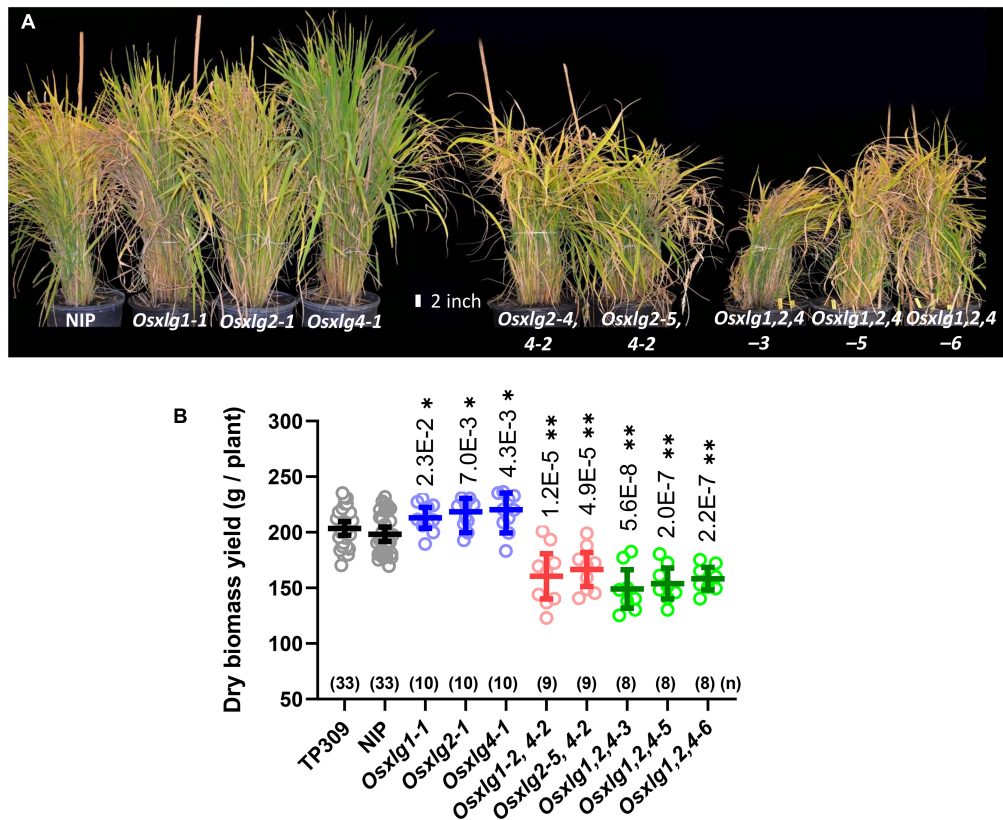 A
2 inch
NIP
Osxlg1-1
Osxlg2-1
Osxlg4-1
Osxlg2-4,
4-2
Osxlg2-5,
4-2
Osxlg1,2,4
–3
Osxlg1,2,4
–5
Osxlg1,2,4
–6
B
Dry biomass yield (g / plant)
300
250
200
150
100
50
2.3E-2 *
7.0E-3 *
4.3E-3 *
1.2E-5 **
4.9E-5 **
5.6E-8 **
2.0E-7 **
2.2E-7 **
(33) (33) (10) (10) (10) (9) (9) (8) (8) (8) (n)
TP309
NIP
Osxlg1-1
Osxlg2-1
Osxlg4-1
Osxlg1-2, 4-2
Osxlg2-5, 4-2
Osxlg1,2,4-3
Osxlg1,2,4-5
Osxlg1,2,4-6